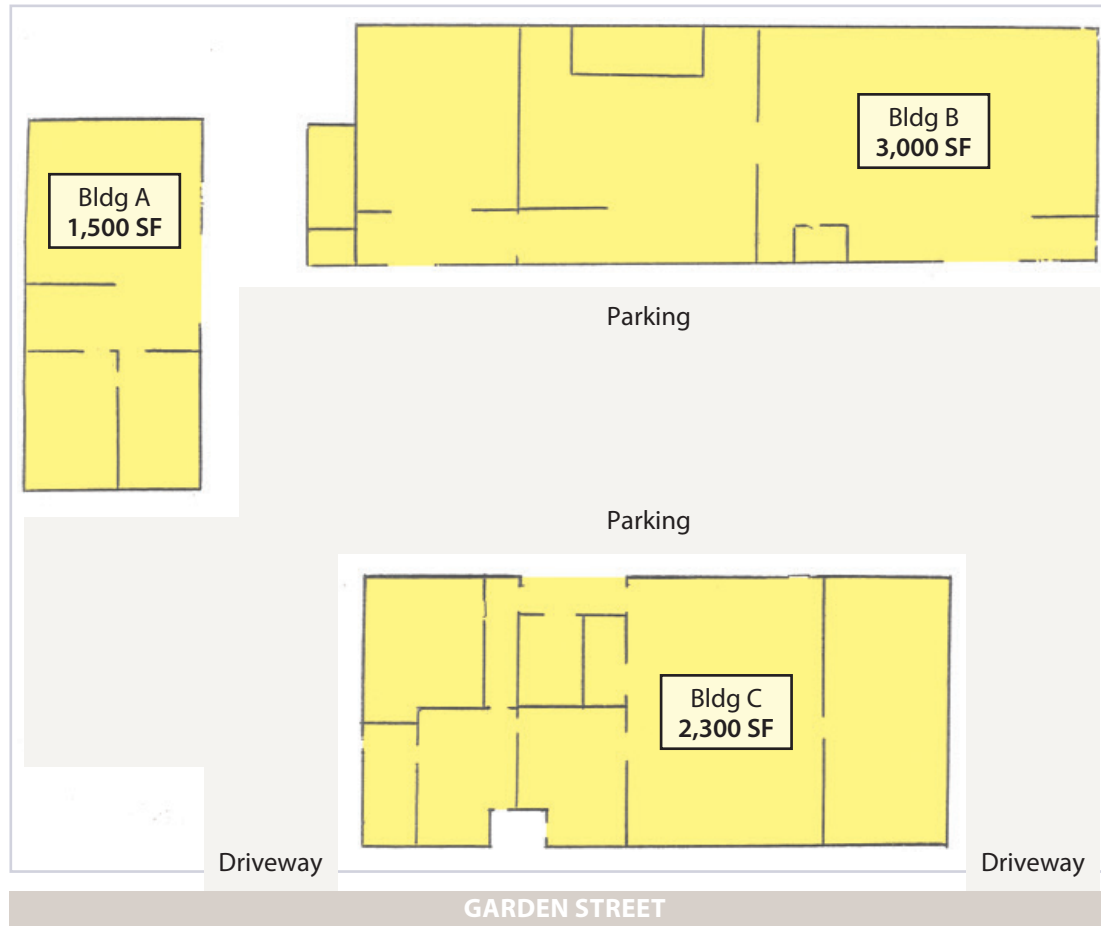 Bldg B
3,000 SF
Bldg A
1,500 SF
Parking
Parking
Bldg C
2,300 SF
Driveway
Driveway
GARDEN STREET